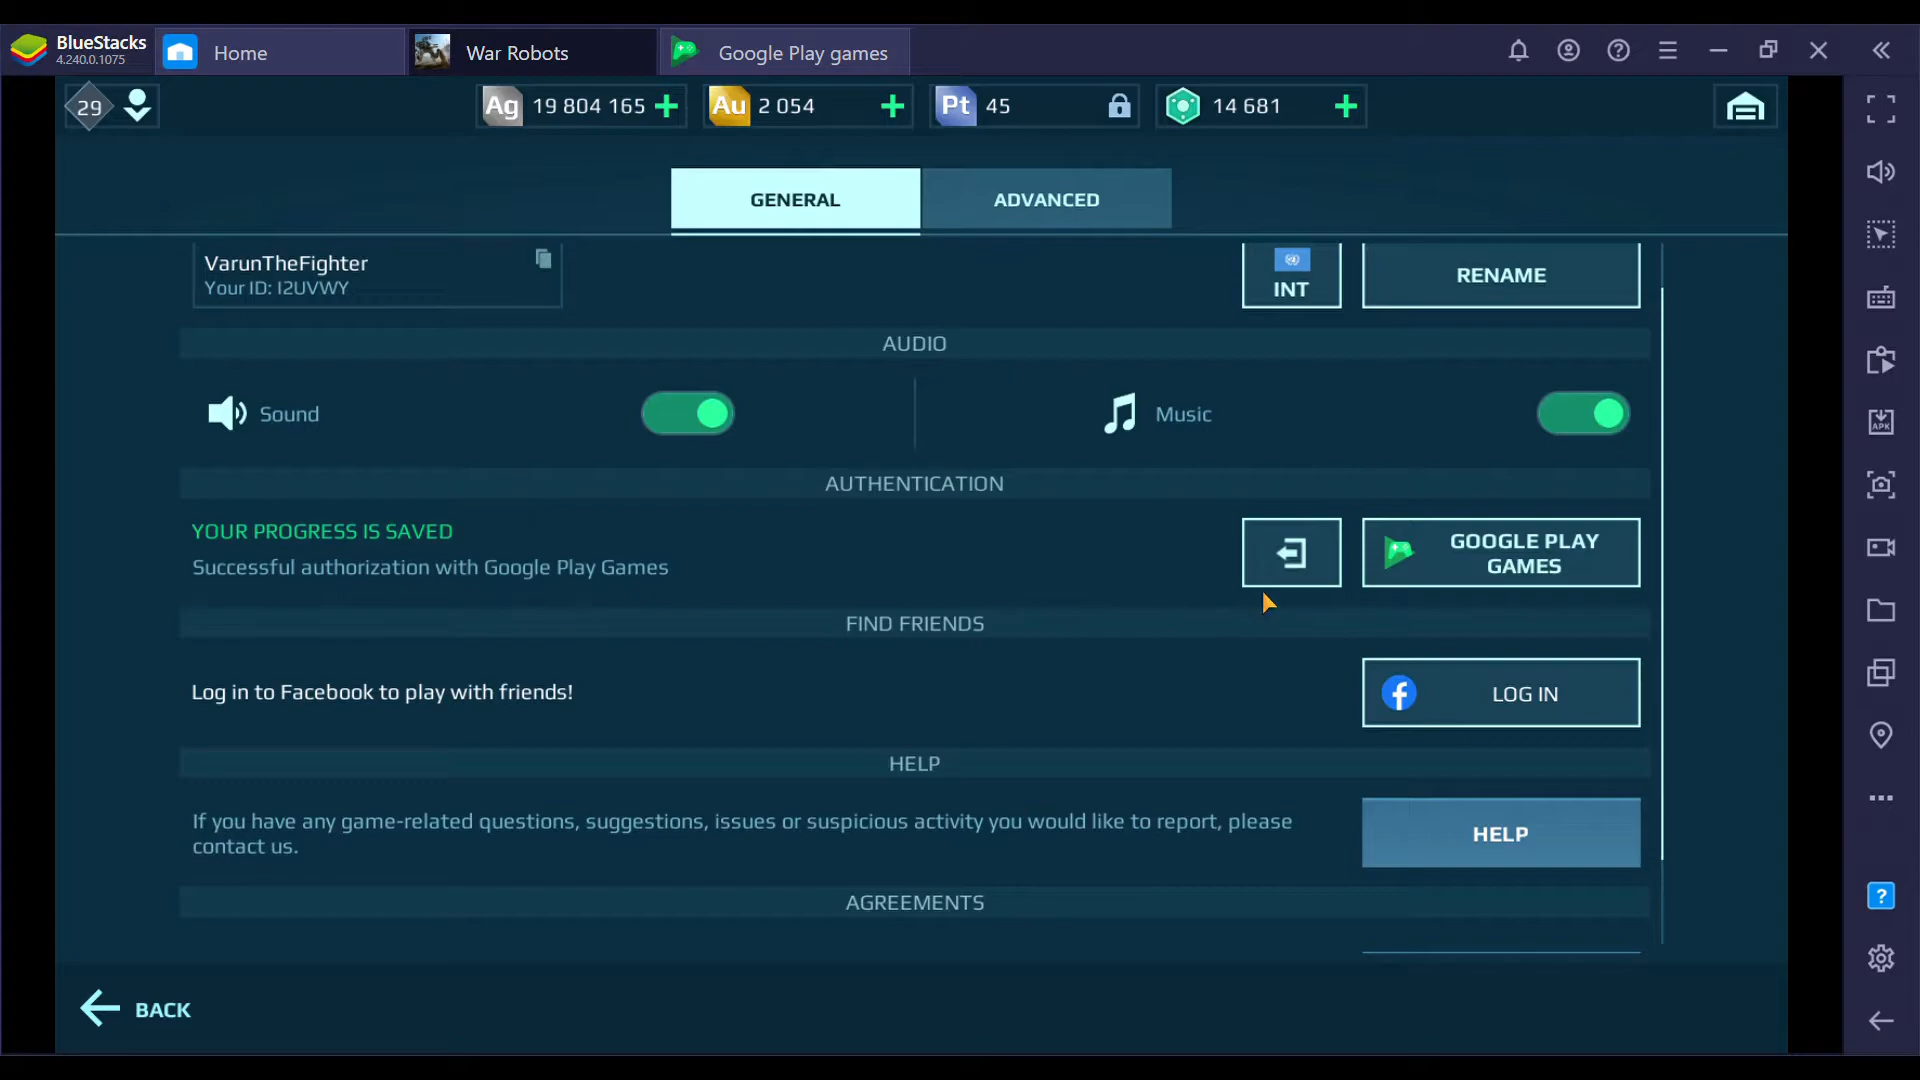 BlueStacks
4.240.0.1075
Home
War Robots
Google Play games
29
Ag 19 804 165
Au 2 054
Pt 45
14 681
GENERAL
ADVANCED
VarunTheFighter
Your ID: I2UVWY
INT
RENAME
AUDIO
Sound
Music
AUTHENTICATION
YOUR PROGRESS IS SAVED
Successful authorization with Google Play Games
GOOGLE PLAY
GAMES
FIND FRIENDS
Log in to Facebook to play with friends!
LOG IN
HELP
If you have any game-related questions, suggestions, issues or suspicious activity you would like to report, please
contact us.
HELP
AGREEMENTS
BACK
APK